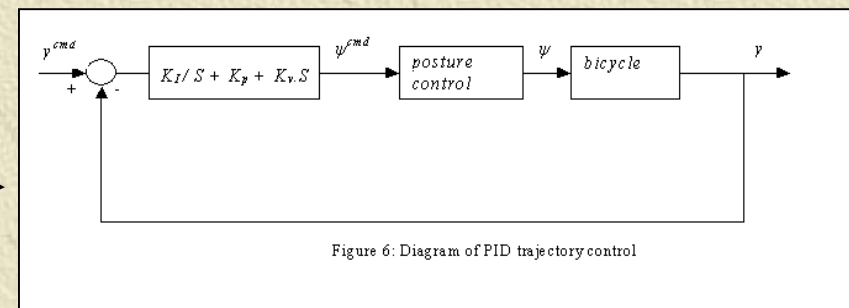 y^cmd
+
-
K_I / S + K_p + K_v.S
ψ^cmd
posture
control
ψ
bicycle
y
Figure 6: Diagram of PID trajectory control